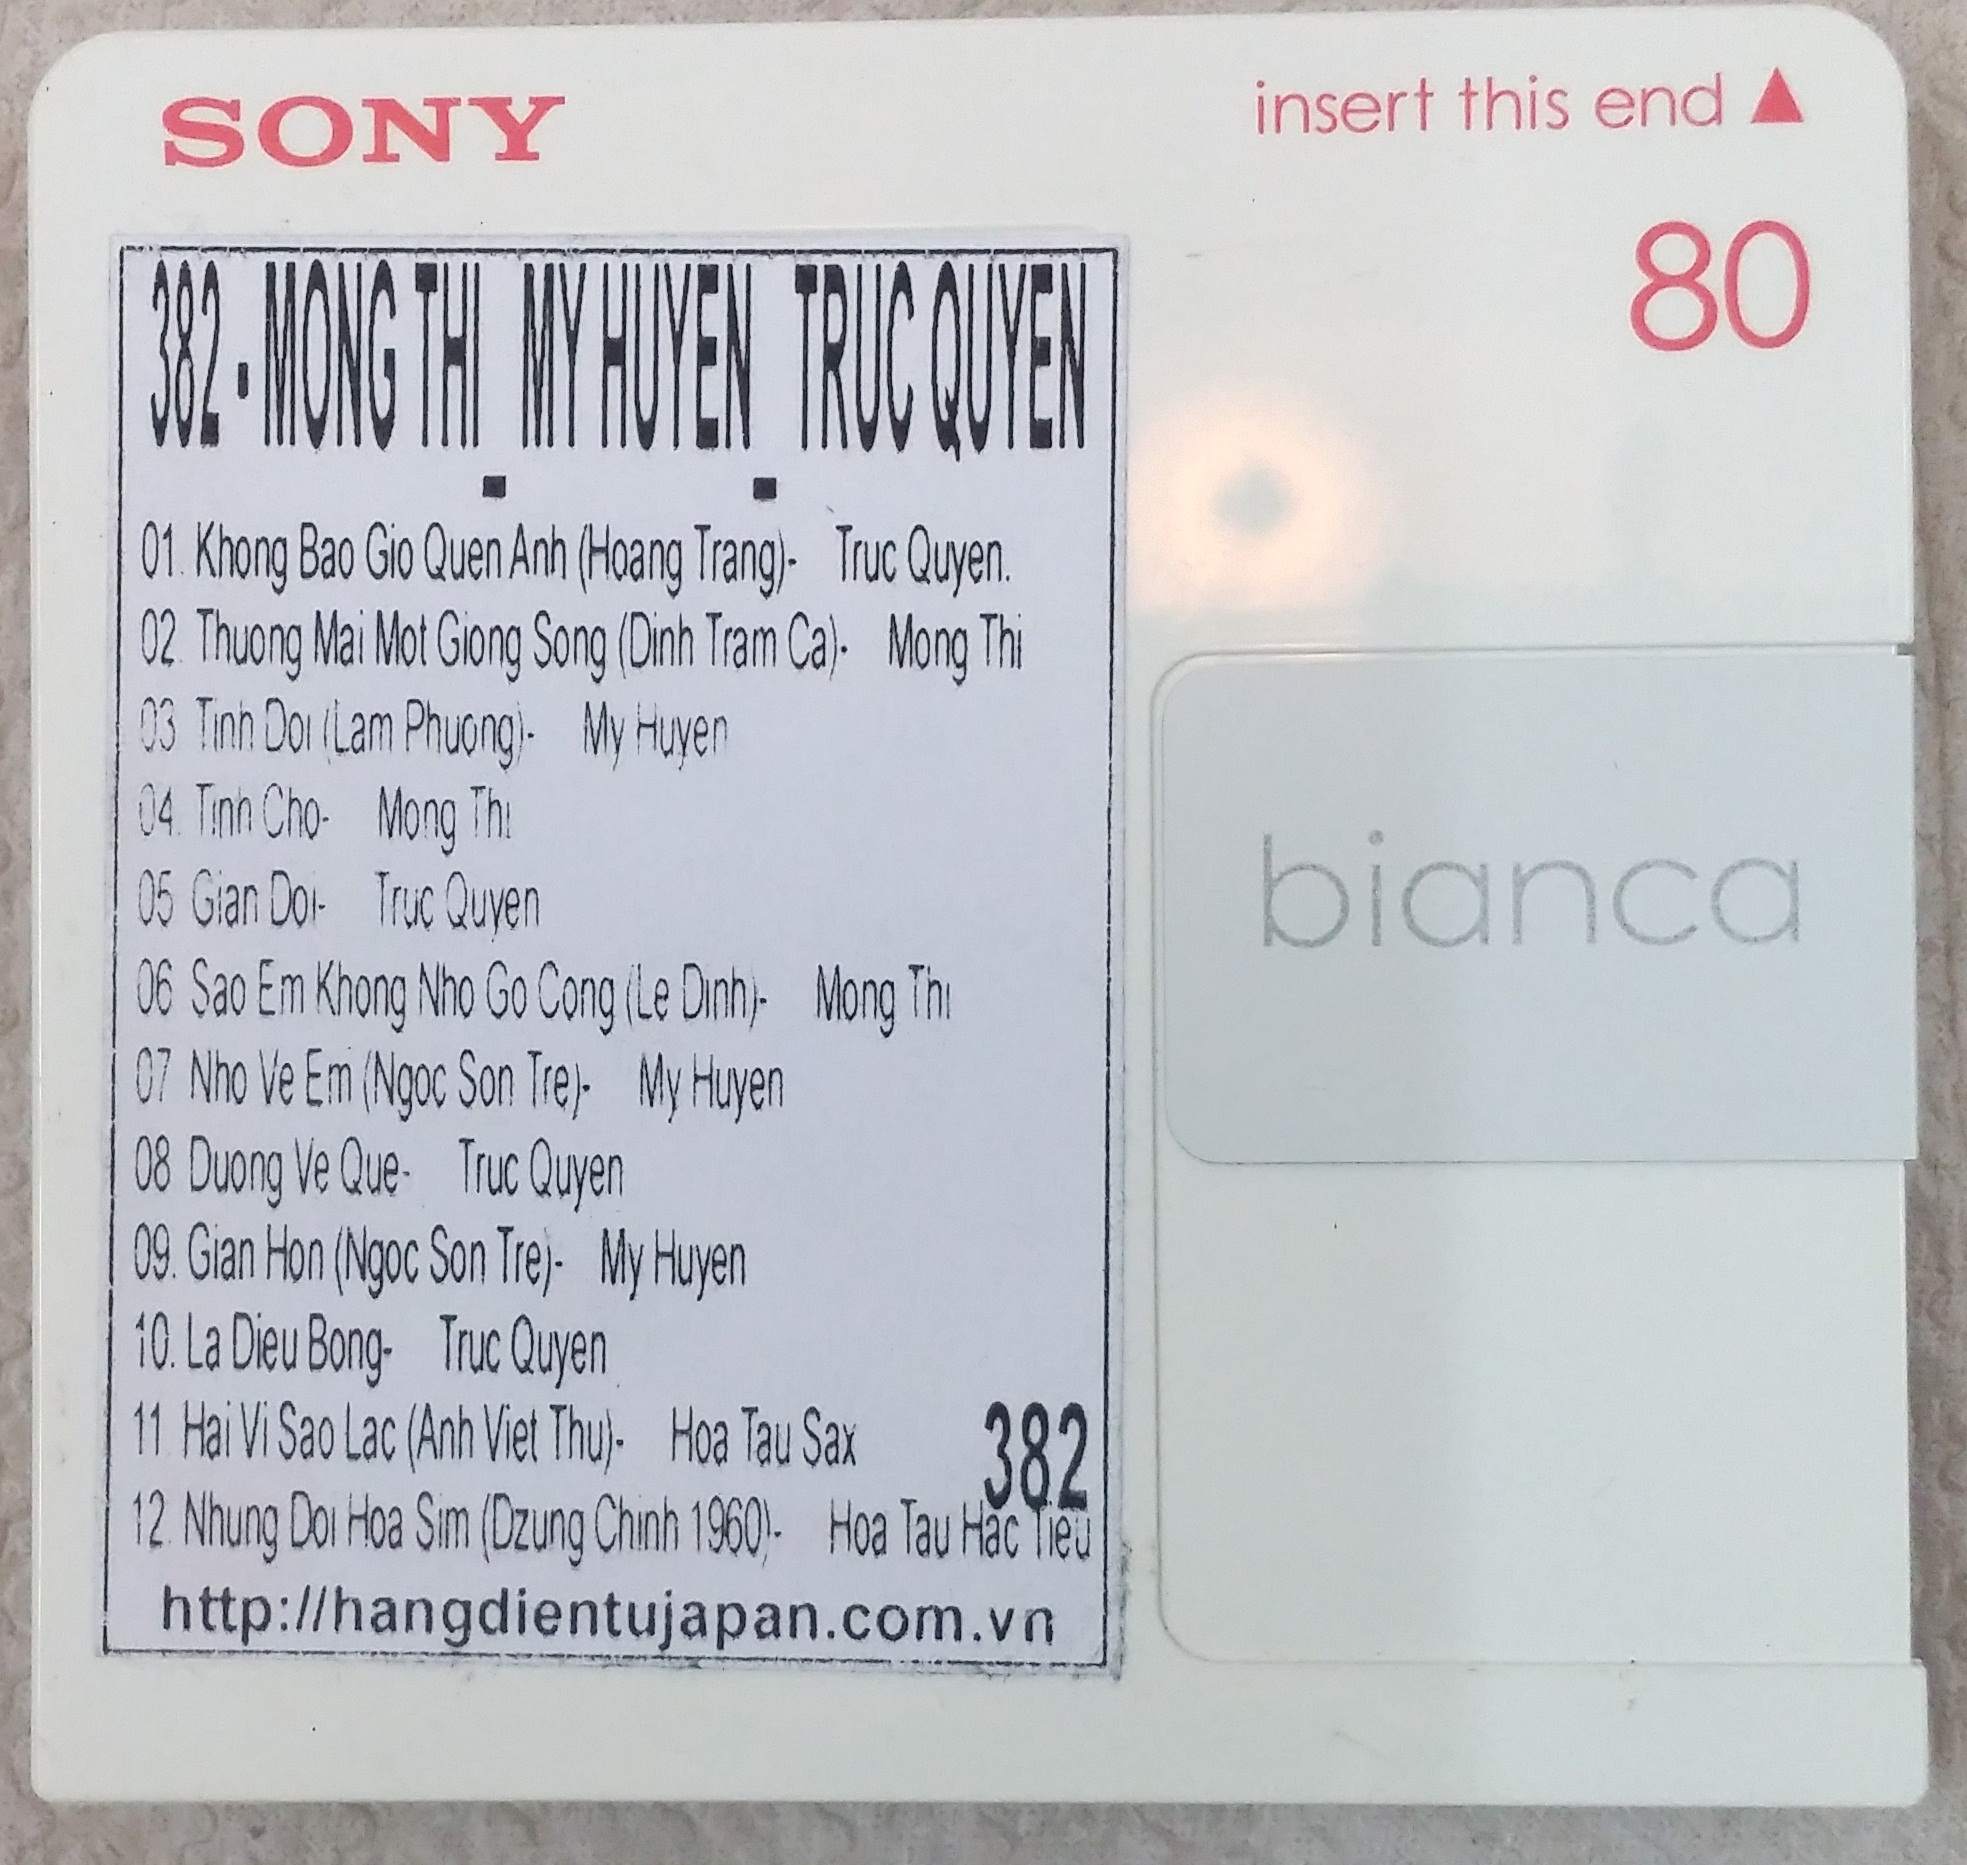 SONY
insert this end ▲
80
382 - MONG THI_ MY HUYEN_ TRUC QUYEN
01. Khong Bao Gio Quen Anh (Hoang Trang)- Truc Quyen.
02. Thuong Mai Mot Giong Song (Dinh Tram Ca)- Mong Thi
03. Tinh Doi (Lam Phuong)- My Huyen
04. Tinh Cho- Mong Thi
05. Gian Doi- Truc Quyen
06. Sao Em Khong Nho Go Cong (Le Dinh)- Mong Thi
07. Nho Ve Em (Ngoc Son Tre)- My Huyen
08. Duong Ve Que- Truc Quyen
09. Gian Hon (Ngoc Son Tre)- My Huyen
10. La Dieu Bong- Truc Quyen
11. Hai Vi Sao Lac (Anh Viet Thu)- Hoa Tau Sax
382
12. Nhung Doi Hoa Sim (Dzung Chinh 1960)- Hoa Tau Hac Tieu
http://hangdientujapan.com.vn
bianca